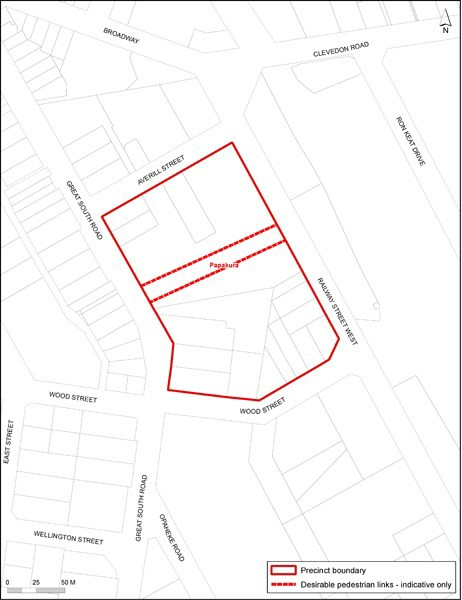 BROADWAY
CLEVEDON ROAD
N
RON KEAT DRIVE
AVERILL STREET
GREAT SOUTH ROAD
Papakura
RAILWAY STREET WEST
WOOD STREET
WOOD STREET
EAST STREET
GREAT SOUTH ROAD
OPAHEKE ROAD
WELLINGTON STREET
Precinct boundary
Desirable pedestrian links - indicative only
0 25 50 M